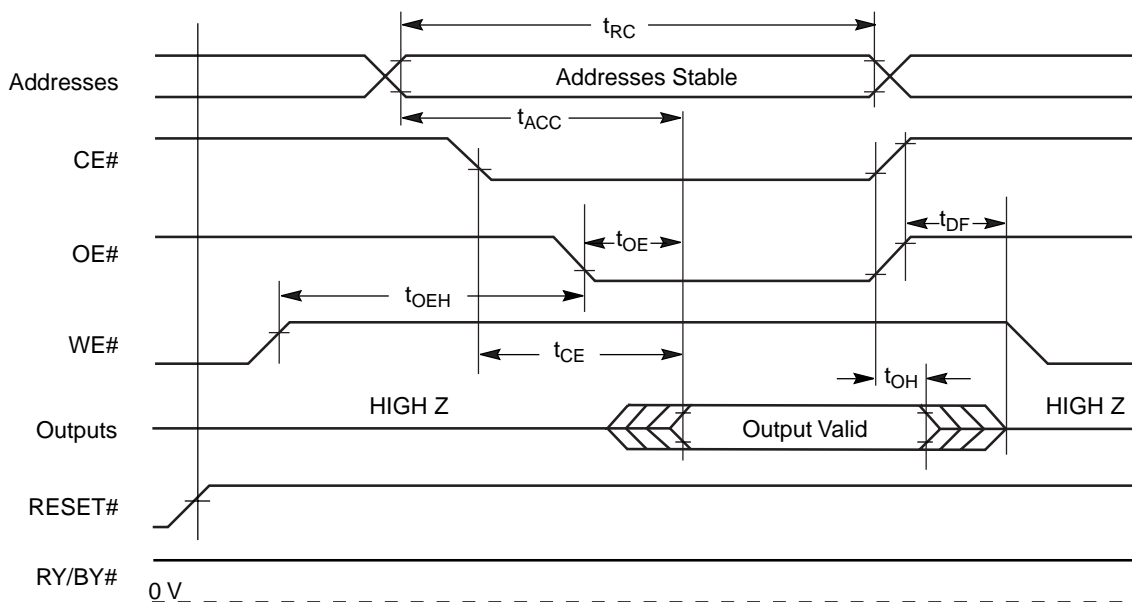 tRC
Addresses
Addresses Stable
tACC
CE#
tDF
tOE
OE#
tOEH
WE#
tCE
tOH
HIGH Z
HIGH Z
Outputs
Output Valid
RESET#
RY/BY#
0 V